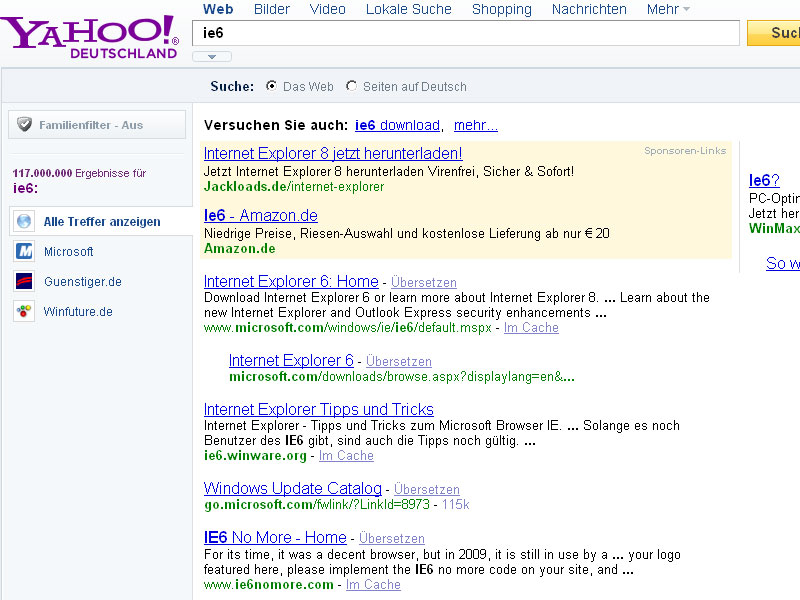 Web Bilder Video Lokale Suche Shopping Nachrichten Mehr
YAHOO!®
DEUTSCHLAND
ie6
Suche: Das Web Seiten auf Deutsch
Familienfilter - Aus
117.000.000 Ergebnisse für
ie6:
Alle Treffer anzeigen
Microsoft
Guenstiger.de
Winfuture.de
Versuchen Sie auch: ie6 download, mehr...
Sponsoren-Links
Internet Explorer 8 jetzt herunterladen!
Jetzt Internet Explorer 8 herunterladen Virenfrei, Sicher & Sofort!
Jackloads.de/internet-explorer
Ie6 - Amazon.de
Niedrige Preise, Riesen-Auswahl und kostenlose Lieferung ab nur € 20
Amazon.de
Internet Explorer 6: Home - Übersetzen
Download Internet Explorer 6 or learn more about Internet Explorer 8. ... Learn about the
new Internet Explorer and Outlook Express security enhancements ...
www.microsoft.com/windows/ie/ie6/default.mspx - Im Cache
Internet Explorer 6 - Übersetzen
microsoft.com/downloads/browse.aspx?displaylang=en&...
Internet Explorer Tipps und Tricks
Internet Explorer - Tipps und Tricks zum Microsoft Browser IE. ... Solange es noch
Benutzer des IE6 gibt, sind auch die Tipps noch gültig. ...
ie6.winware.org - Im Cache
Windows Update Catalog - Übersetzen
go.microsoft.com/fwlink/?LinkId=8973 - 115k
IE6 No More - Home - Übersetzen
For its time, it was a decent browser, but in 2009, it is still in use by a ... your logo
featured here, please implement the IE6 no more code on your site, and ...
www.ie6nomore.com - Im Cache
Ie6?
PC-Optir
Jetzt her
WinMax
So w